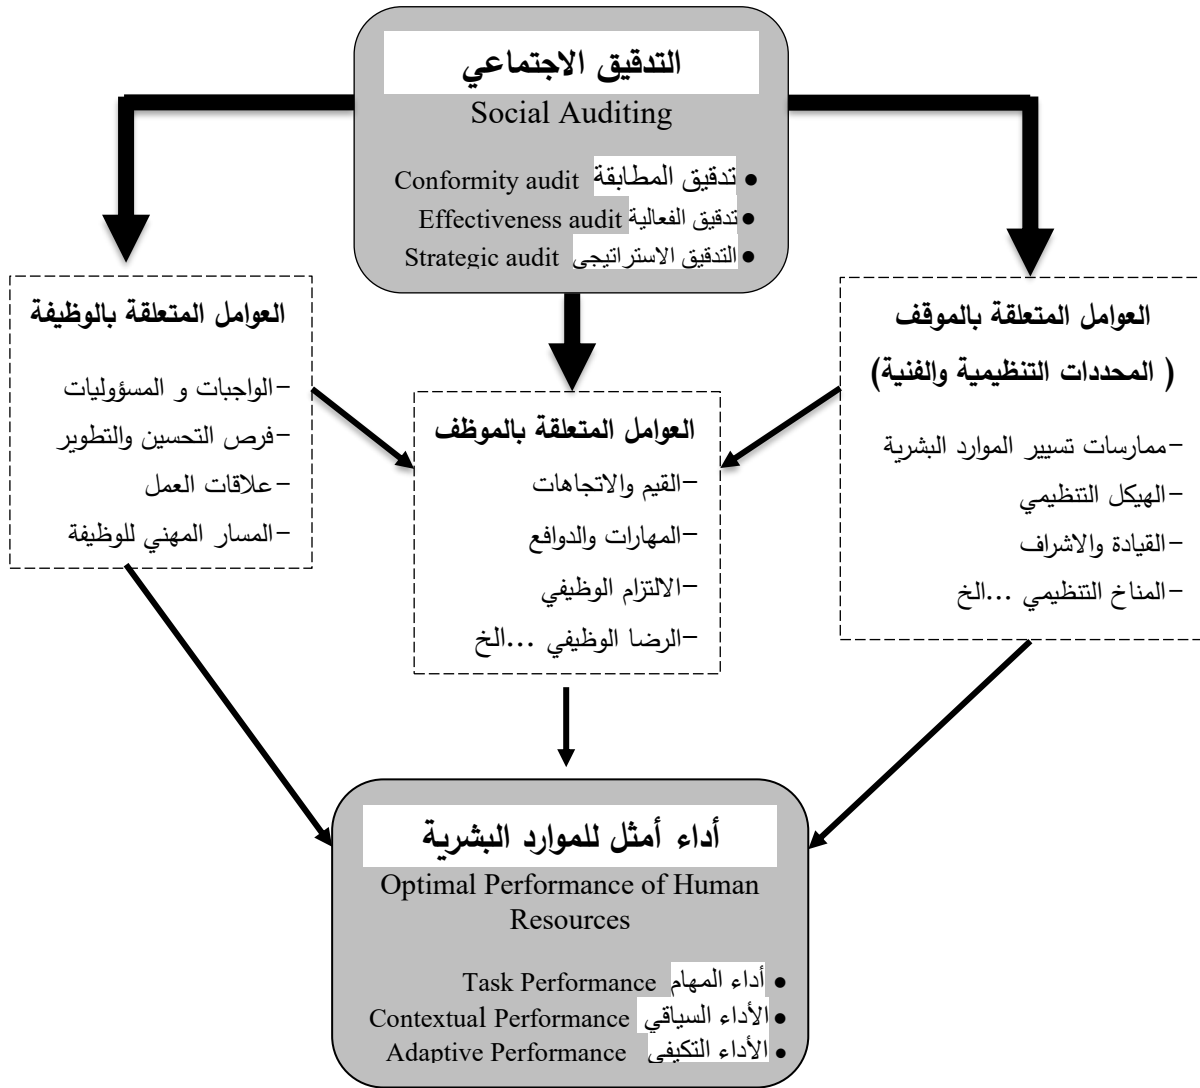 التدقيق الاجتماعي
Social Auditing
• تدقيق المطابقة Conformity audit
• تدقيق الفعالية Effectiveness audit
• التدقيق الاستراتيجي Strategic audit
العوامل المتعلقة بالموقف
( المحددات التنظيمية والفنية)
-ممارسات تسيير الموارد البشرية
-الهيكل التنظيمي
-القيادة والاشراف
-المناخ التنظيمي ...الخ
العوامل المتعلقة بالموظف
-القيم والاتجاهات
-المهارات والدوافع
-الالتزام الوظيفي
-الرضا الوظيفي ...الخ
العوامل المتعلقة بالوظيفة
-الواجبات و المسؤوليات
-فرص التحسين والتطوير
-علاقات العمل
-المسار المهني للوظيفة
أداء أمثل للموارد البشرية
Optimal Performance of Human
Resources
• أداء المهام Task Performance
• الأداء السياقي Contextual Performance
• الأداء التكيفي Adaptive Performance